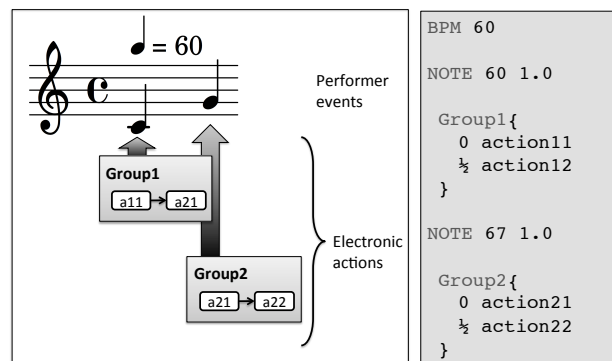 = 60
Performer
events
Group1
a11 a21
Group2
a21 a22
Electronic
actions
BPM 60
NOTE 60 1.0
Group1{
0 action11
½ action12
}
NOTE 67 1.0
Group2{
0 action21
½ action22
}